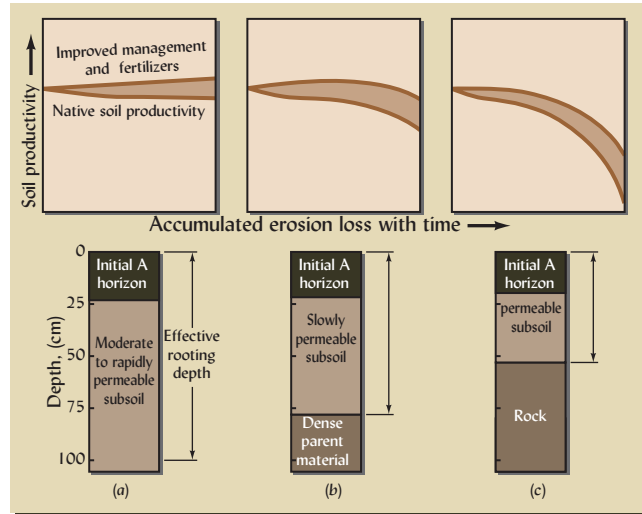 Soil productivity
Improved management
and fertilizers
Native soil productivity
Accumulated erosion loss with time
Depth, (cm)
0
25
50
75
100
Initial A
horizon
Moderate
to rapidly
permeable
subsoil
Effective
rooting
depth
(a)
Initial A
horizon
Slowly
permeable
subsoil
Dense
parent
material
(b)
Initial A
horizon
permeable
subsoil
Rock
(c)